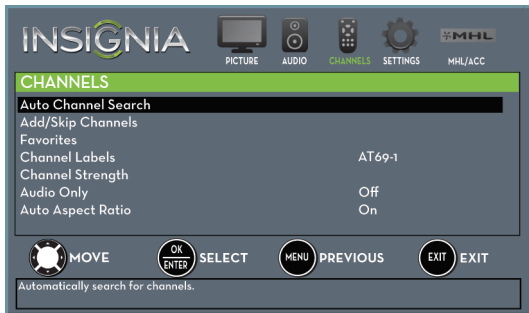 INSIGNIA
PICTURE AUDIO CHANNELS SETTINGS MHL MHL/ACC
CHANNELS
Auto Channel Search
Add/Skip Channels
Favorites
Channel Labels AT69-1
Channel Strength
Audio Only Off
Auto Aspect Ratio On
MOVE OK ENTER SELECT MENU PREVIOUS EXIT EXIT
Automatically search for channels.